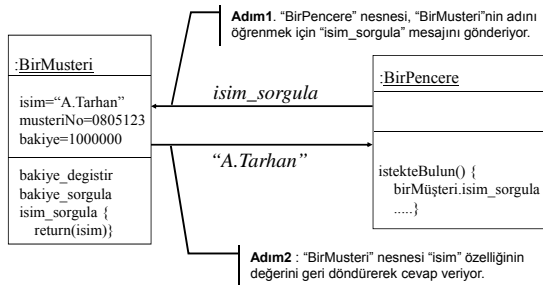 Adım1. “BirPencere” nesnesi, “BirMusteri”nin adını
öğrenmek için “isim_sorgula” mesajını gönderiyor.
:BirMusteri
isim=“A.Tarhan”
musteriNo=0805123
bakiye=1000000
bakiye_degistir
bakiye_sorgula
isim_sorgula {
return(isim)}
isim_sorgula
“A.Tarhan”
:BirPencere
istekteBulun() {
birMüşteri.isim_sorgula
.....}
Adım2 : “BirMusteri” nesnesi “isim” özelliğinin
değerini geri döndürerek cevap veriyor.